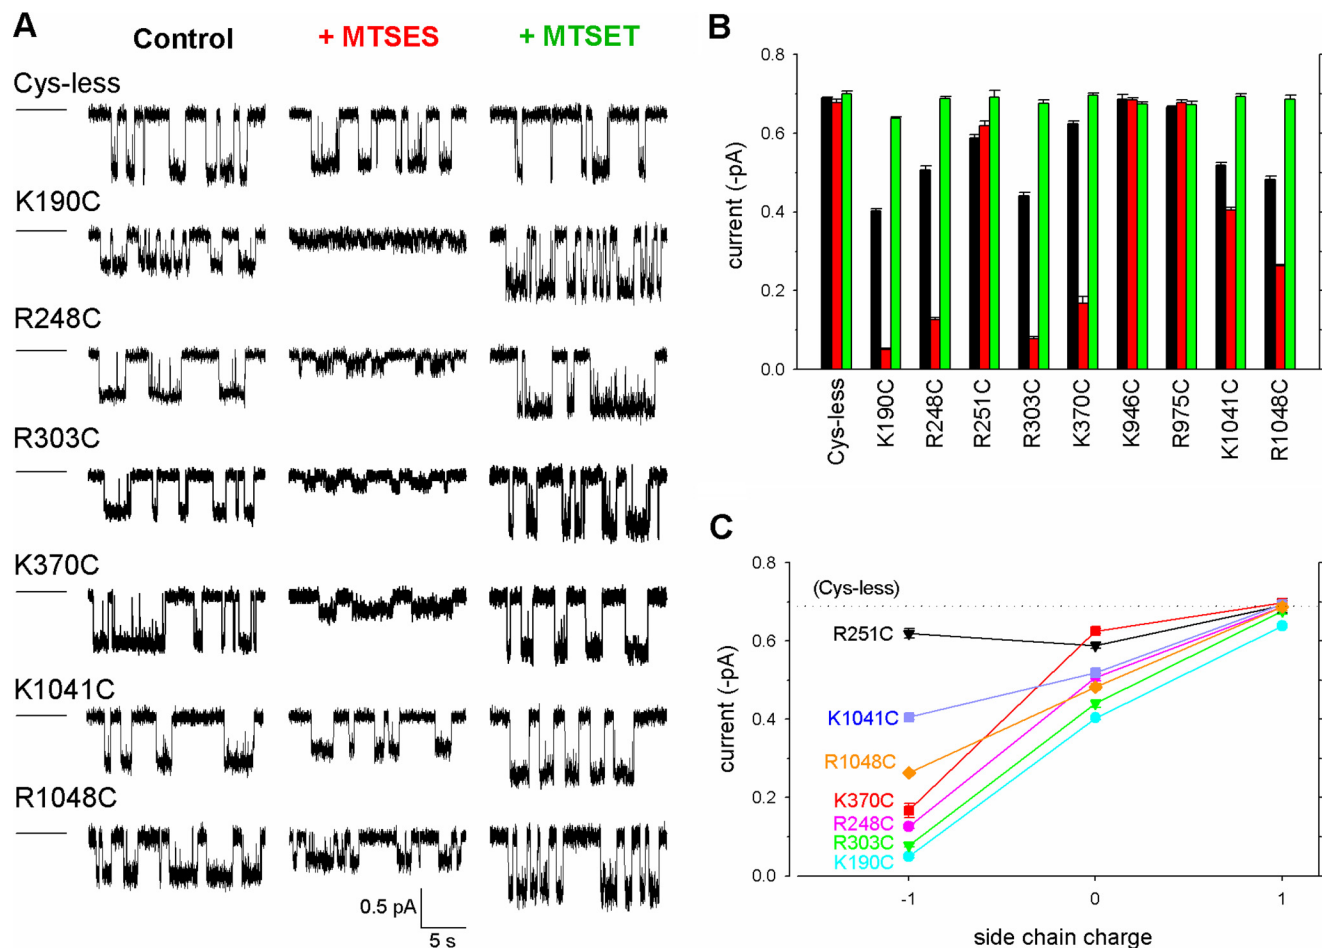 A
Control
+ MTSES
+ MTSET
Cys-less
K190C
R248C
R303C
K370C
K1041C
R1048C
0.5 pA
5 s
B
current (-pA)
0.8
0.6
0.4
0.2
0.0
Cys-less
K190C
R248C
R251C
R303C
K370C
K946C
R975C
K1041C
R1048C
C
current (-pA)
0.8
0.6
0.4
0.2
0.0
(Cys-less)
R251C
K1041C
R1048C
K370C
R248C
R303C
K190C
-1
0
1
side chain charge